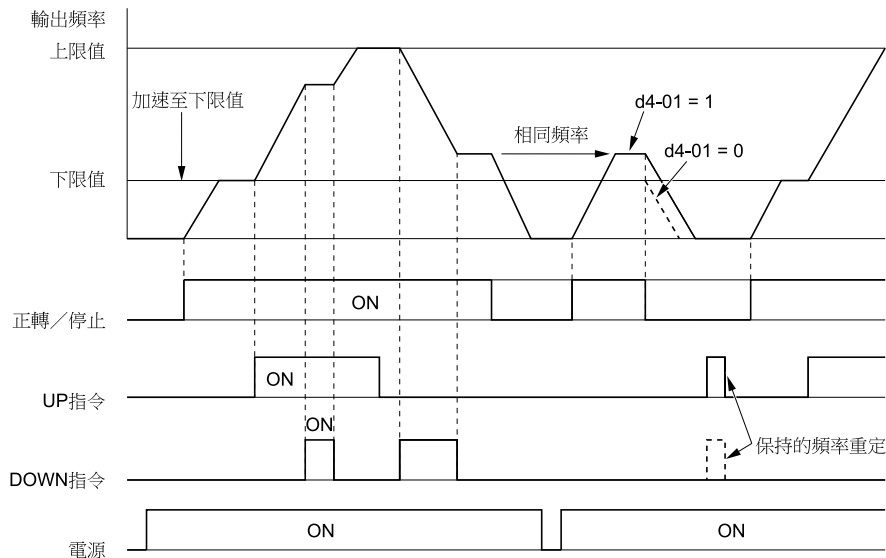 輸出頻率
上限值
加速至下限值
d4-01 = 1
相同頻率
d4-01 = 0
下限值
ON
正轉／停止
ON
UP指令
ON
保持的頻率重定
DOWN指令
ON
ON
電源